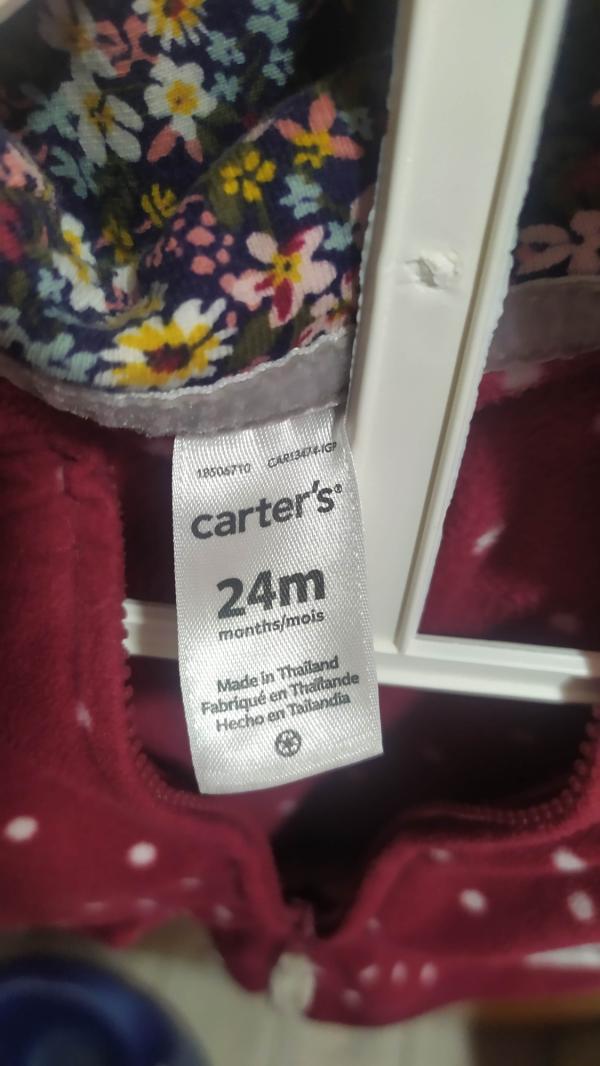 18506710 CAR13474-IGP
carter's®
24m
months/mois
Made in Thailand
Fabriqué en Thaïlande
Hecho en Tailandia